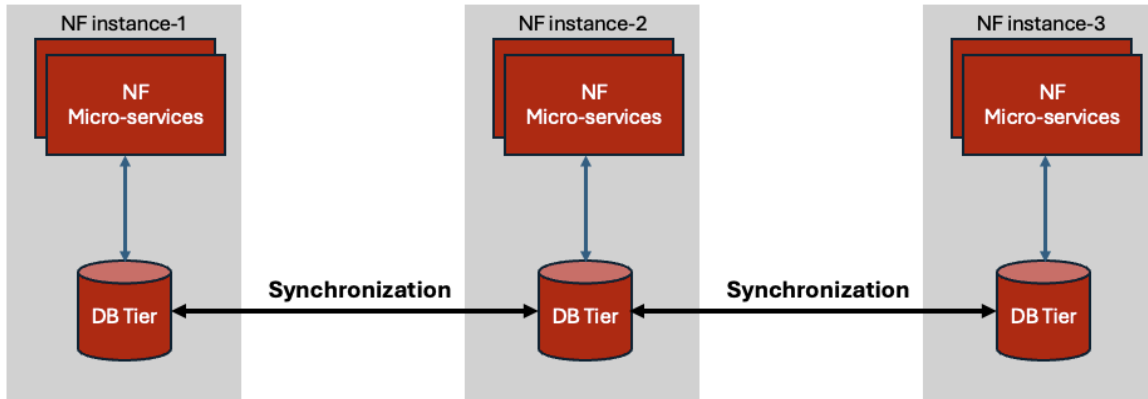 NF instance-1
NF instance-2
NF instance-3
NF
Micro-services
NF
Micro-services
NF
Micro-services
Synchronization
Synchronization
DB Tier
DB Tier
DB Tier